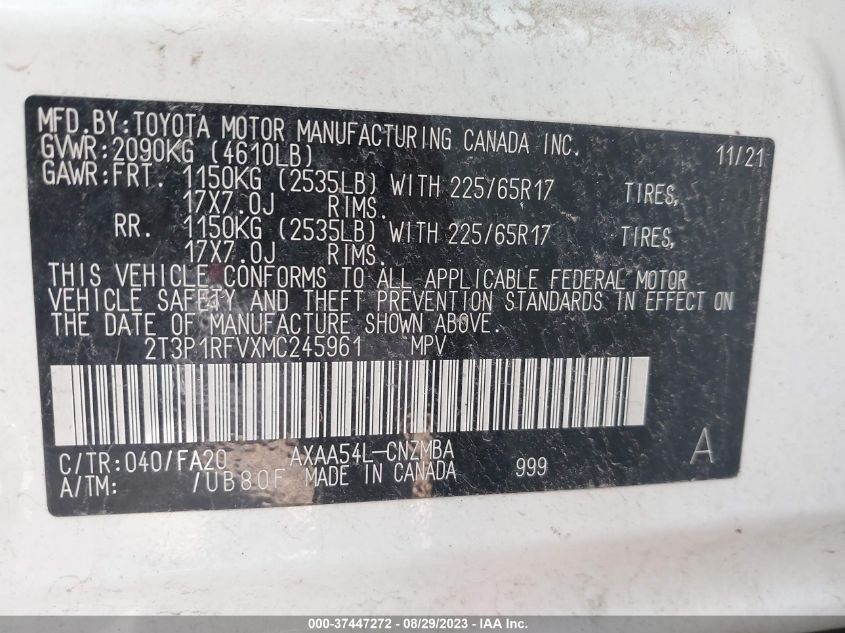 MFD.BY:TOYOTA MOTOR MANUFACTURING CANADA INC. 11/21
GVWR:2090KG (4610LB)
GAWR:FRT. 1150KG (2535LB) WITH 225/65R17 TIRES,
17X7.0J RIMS.
RR. 1150KG (2535LB) WITH 225/65R17 TIRES,
17X7.0J RIMS.
THIS VEHICLE CONFORMS TO ALL APPLICABLE FEDERAL MOTOR
VEHICLE SAFETY AND THEFT PREVENTION STANDARDS IN EFFECT ON
THE DATE OF MANUFACTURE SHOWN ABOVE.
2T3P1RFVXMC245961 MPV
C/TR:040/FA20 AXAA54L-CNZMBA A
A/TM: /UB80F MADE IN CANADA 999
000-37447272 - 08/29/2023 - IAA Inc.